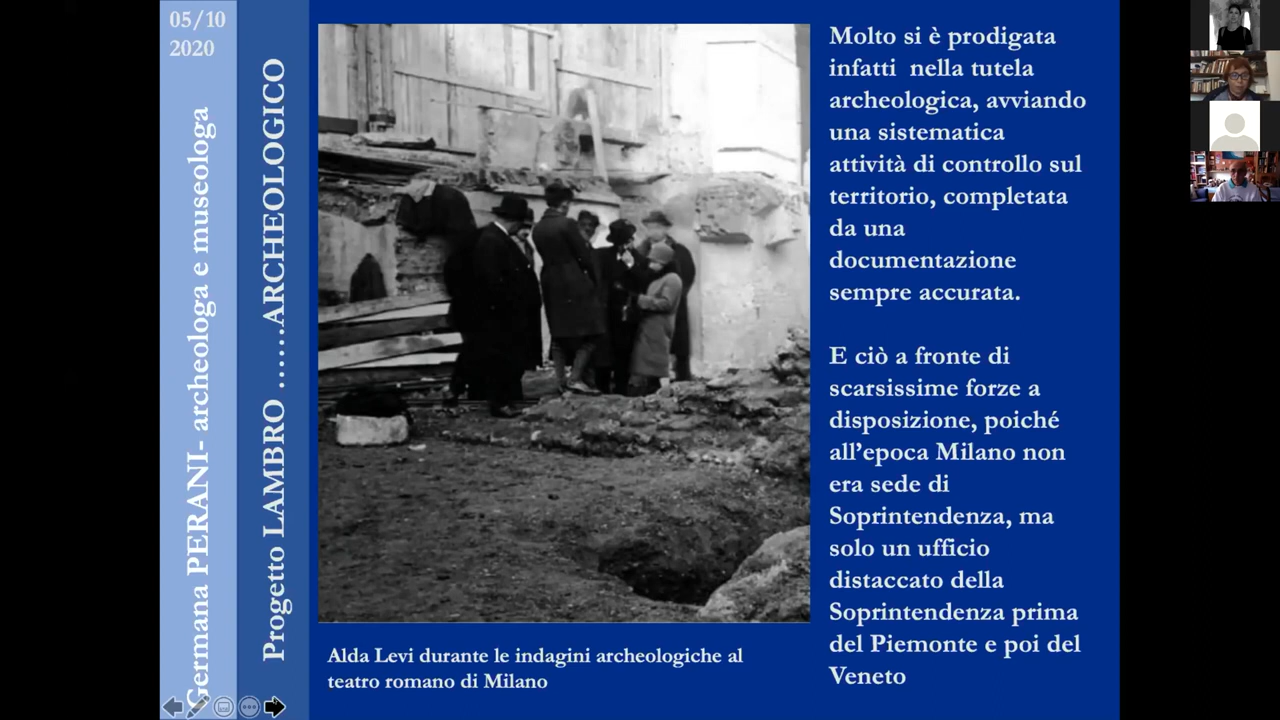 05/10
2020
Germana PERANI- archeologa e museologa
Progetto LAMBRO ……ARCHEOLOGICO
Molto si è prodigata
infatti nella tutela
archeologica, avviando
una sistematica
attività di controllo sul
territorio, completata
da una
documentazione
sempre accurata.
E ciò a fronte di
scarsissime forze a
disposizione, poiché
all’epoca Milano non
era sede di
Soprintendenza, ma
solo un ufficio
distaccato della
Soprintendenza prima
del Piemonte e poi del
Veneto
Alda Levi durante le indagini archeologiche al
teatro romano di Milano